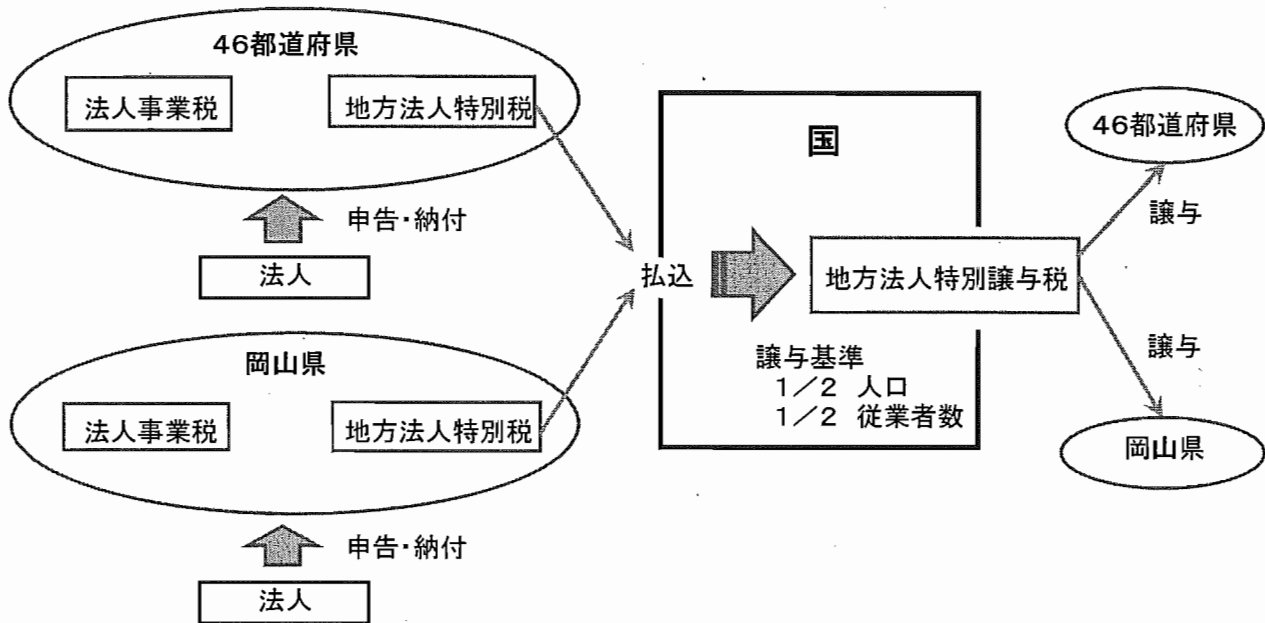 46都道府県
法人事業税
地方法人特別税
申告・納付
法人
岡山県
法人事業税
地方法人特別税
申告・納付
法人
払込
国
地方法人特別譲与税
譲与基準
1/2 人口
1/2 従業者数
46都道府県
譲与
譲与
岡山県